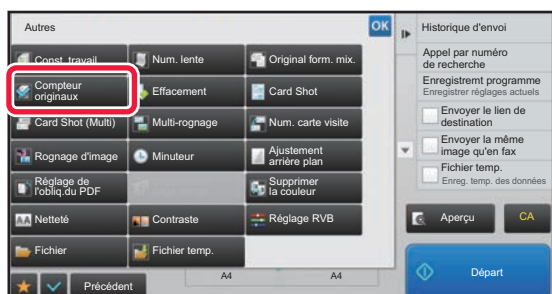 Autres
OK
Const. travail
Num. lente
Original form. mix.
Compteur
originaux
Effacement
Card Shot
Card Shot (Multi)
Multi-rognage
Num. carte visite
Rognage d'image
Minuteur
Ajustement
arrière plan
Réglage de
l'obliq.du PDF
Supprimer
la couleur
AA Netteté
Contraste
Réglage RVB
Fichier
Fichier temp.
Précédent
A4
A4
Historique d'envoi
Appel par numéro
de recherche
Enregistremt programme
Enregistrer réglages actuels
Envoyer le lien de
destination
Envoyer la même
image qu'en fax
Fichier temp.
Enreg. temp. des données
Aperçu
CA
Départ